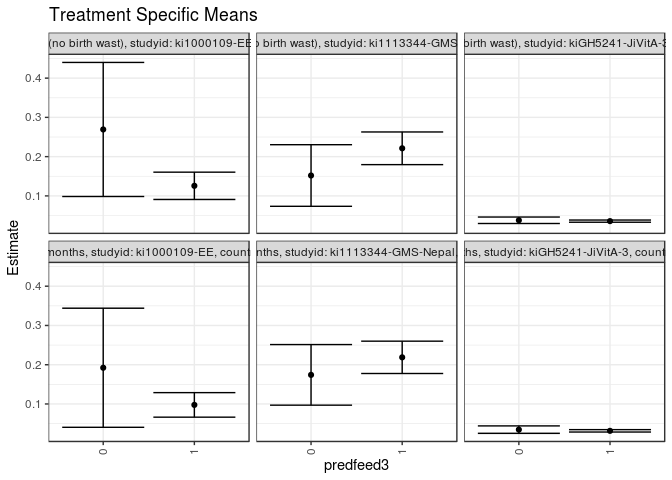 Treatment Specific Means
(no birth wast), studyid: ki1000109-EE
birth wast), studyid: ki1113344-GMS
birth wast), studyid: kiGH5241-JiVitA-3
0.4
0.3
0.2
0.1
months, studyid: ki1000109-EE, count
nths, studyid: ki1113344-GMS-Nepal,
ths, studyid: kiGH5241-JiVitA-3, count
0.4
0.3
0.2
0.1
Estimate
0
1
0
1
0
1
predfeed3